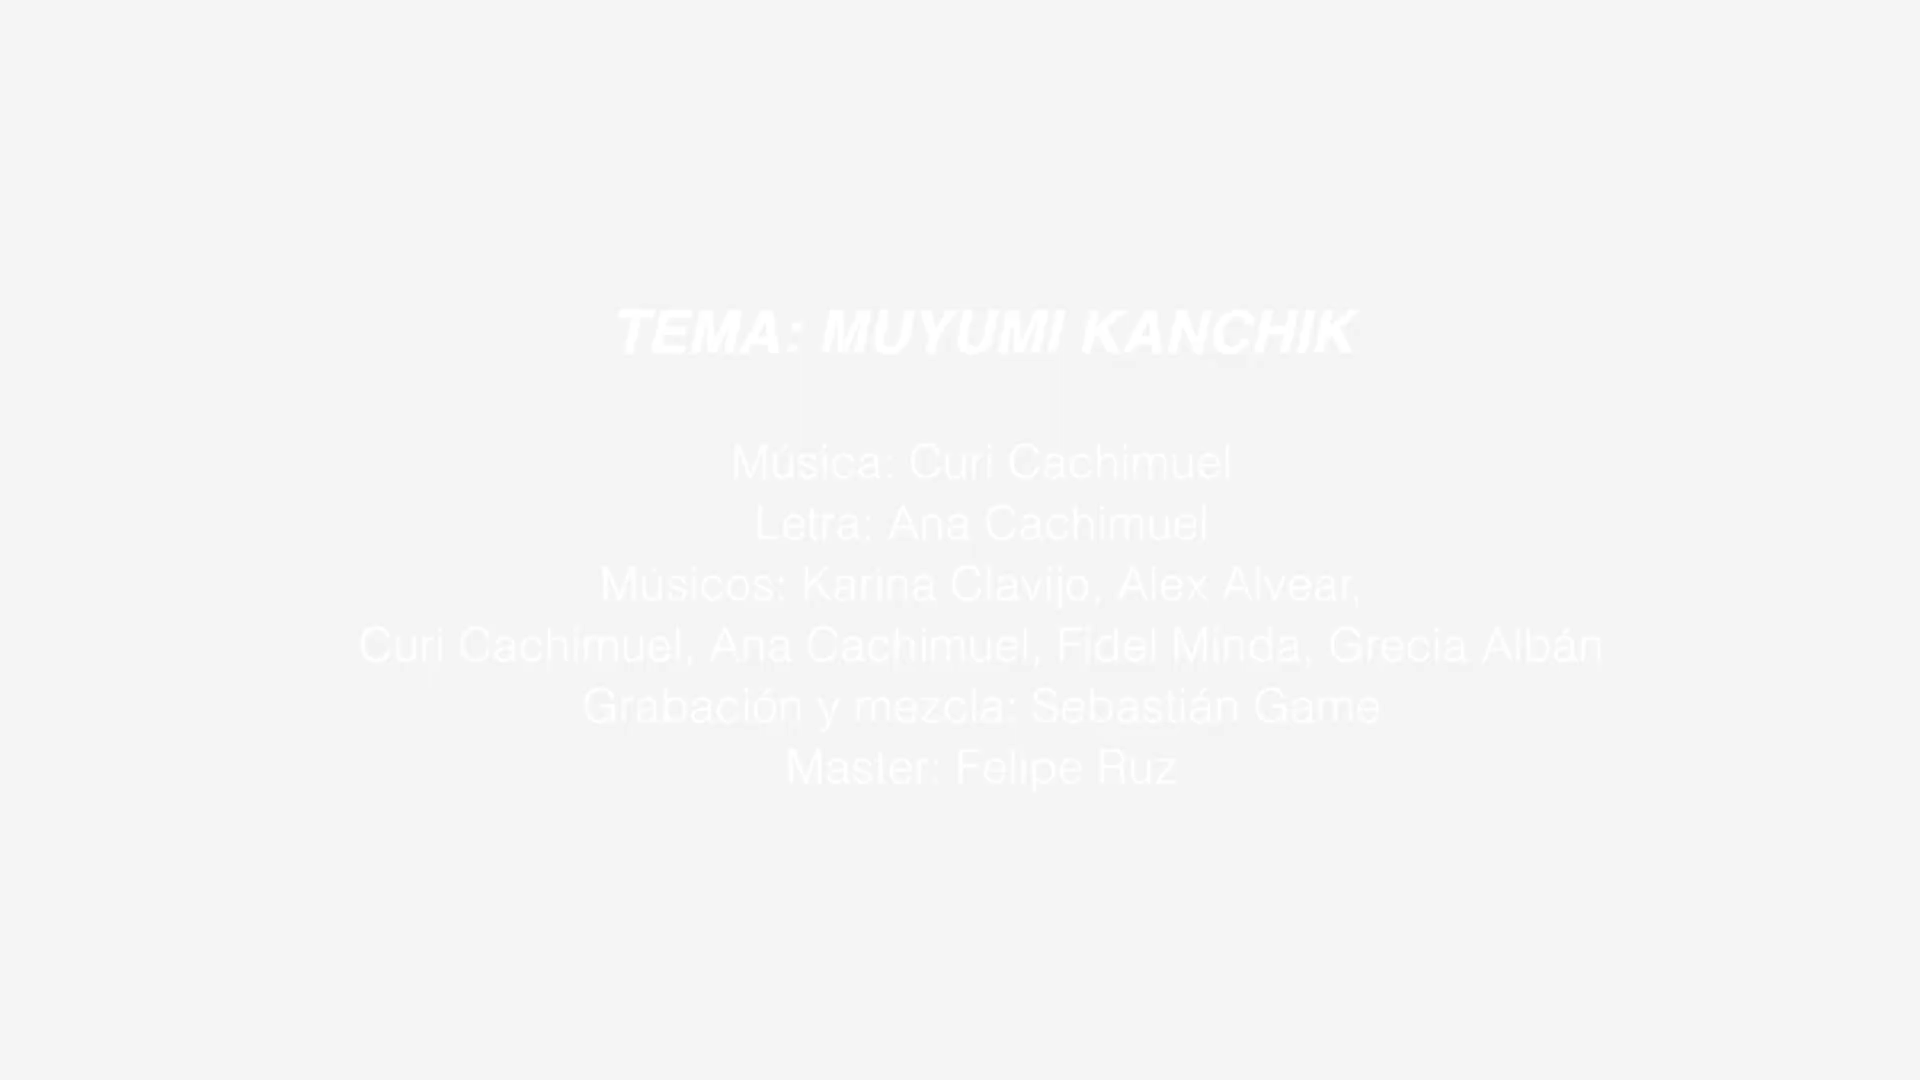 TEMA: MUYUMI KANCHIK
Música: Curi Cachimuel
Letra: Ana Cachimuel
Músicos: Karina Clavijo, Alex Alvear,
Curi Cachimuel, Ana Cachimuel, Fidel Minda, Grecia Albán
Grabación y mezcla: Sebastián Game
Master: Felipe Ruz